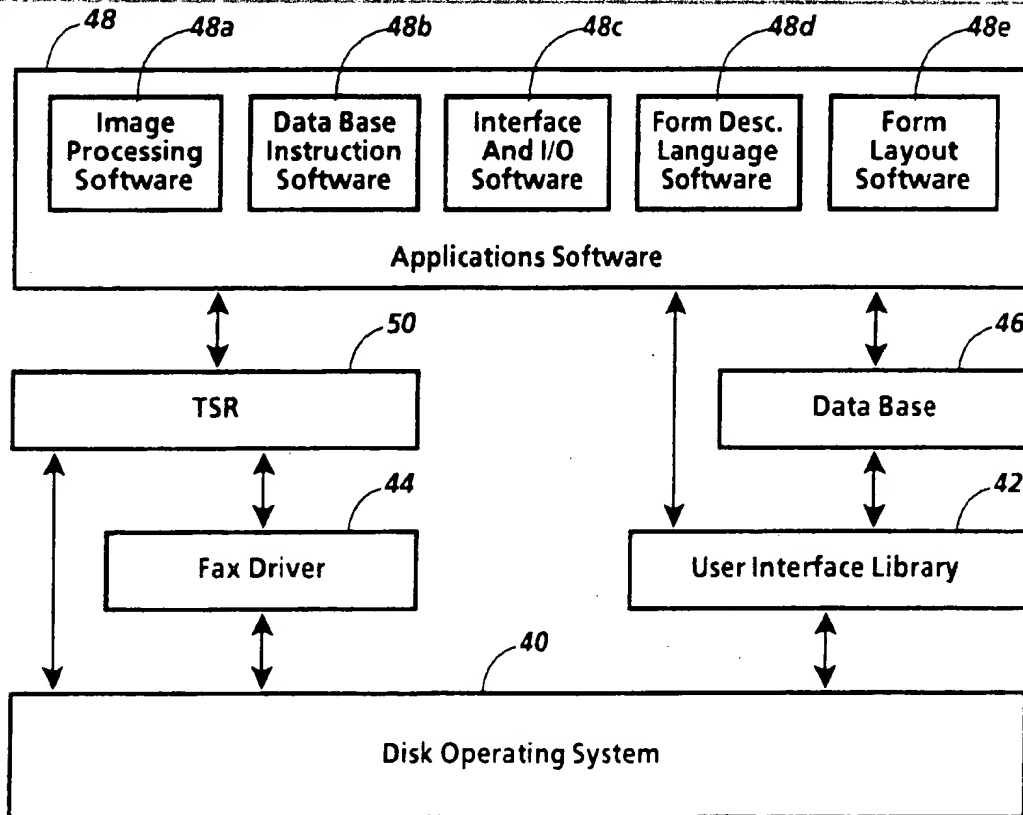 48
48a
48b
48c
48d
48e
Image
Processing
Software
Data Base
Instruction
Software
Interface
And I/O
Software
Form Desc.
Language
Software
Form
Layout
Software
Applications Software
50
46
TSR
Data Base
44
42
Fax Driver
User Interface Library
40
Disk Operating System